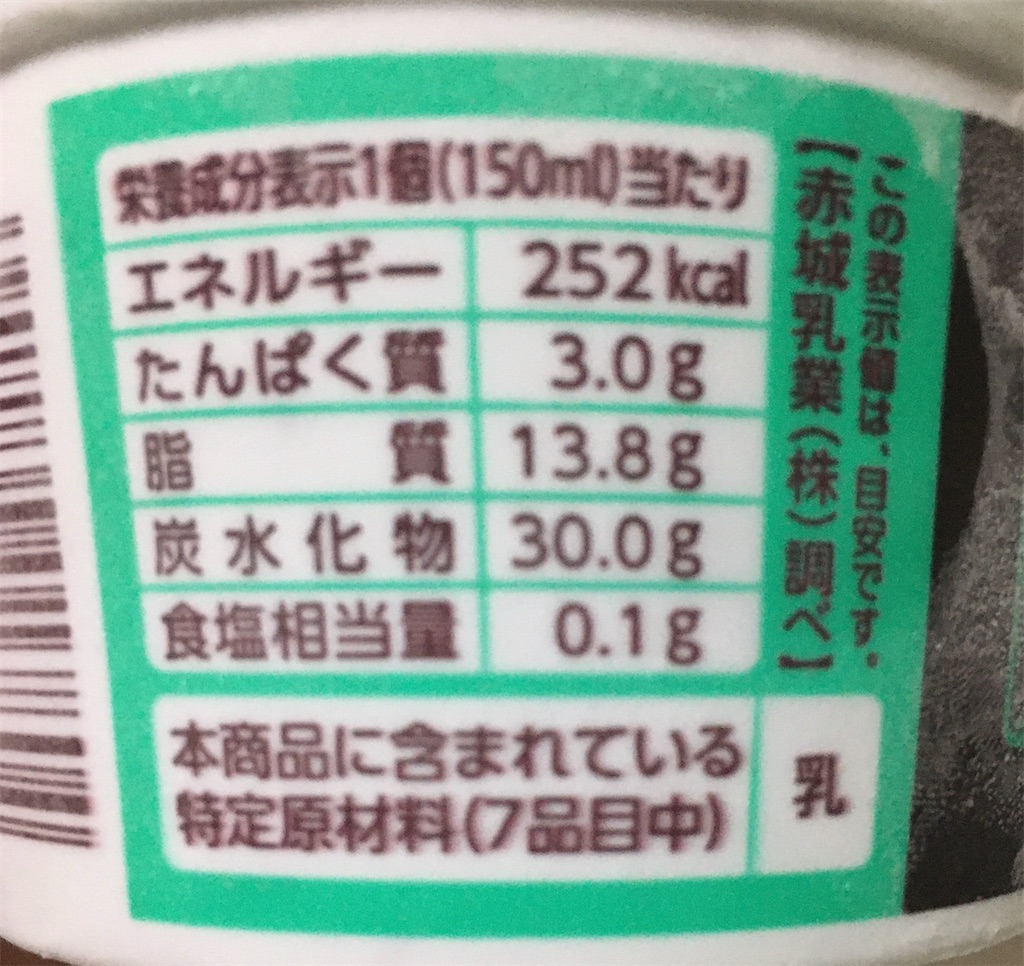 栄養成分表示1個(150ml)当たり
エネルギー 252kcal
たんぱく質 3.0g
脂質 13.8g
炭水化物 30.0g
食塩相当量 0.1g
この表示値は、目安です。
【赤城乳業(株)調べ】
本商品に含まれている
特定原材料(7品目中)
乳